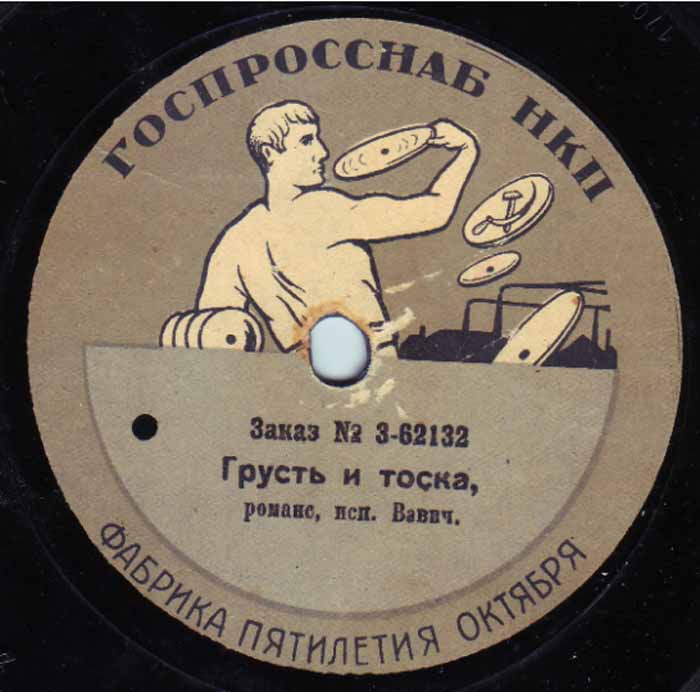 ГОСПРОССНАБ НКП
Заказ № 3-62132
Грусть и тоска,
романс, исп. Вавич.
ФАБРИКА ПЯТИЛЕТИЯ ОКТЯБРЯ